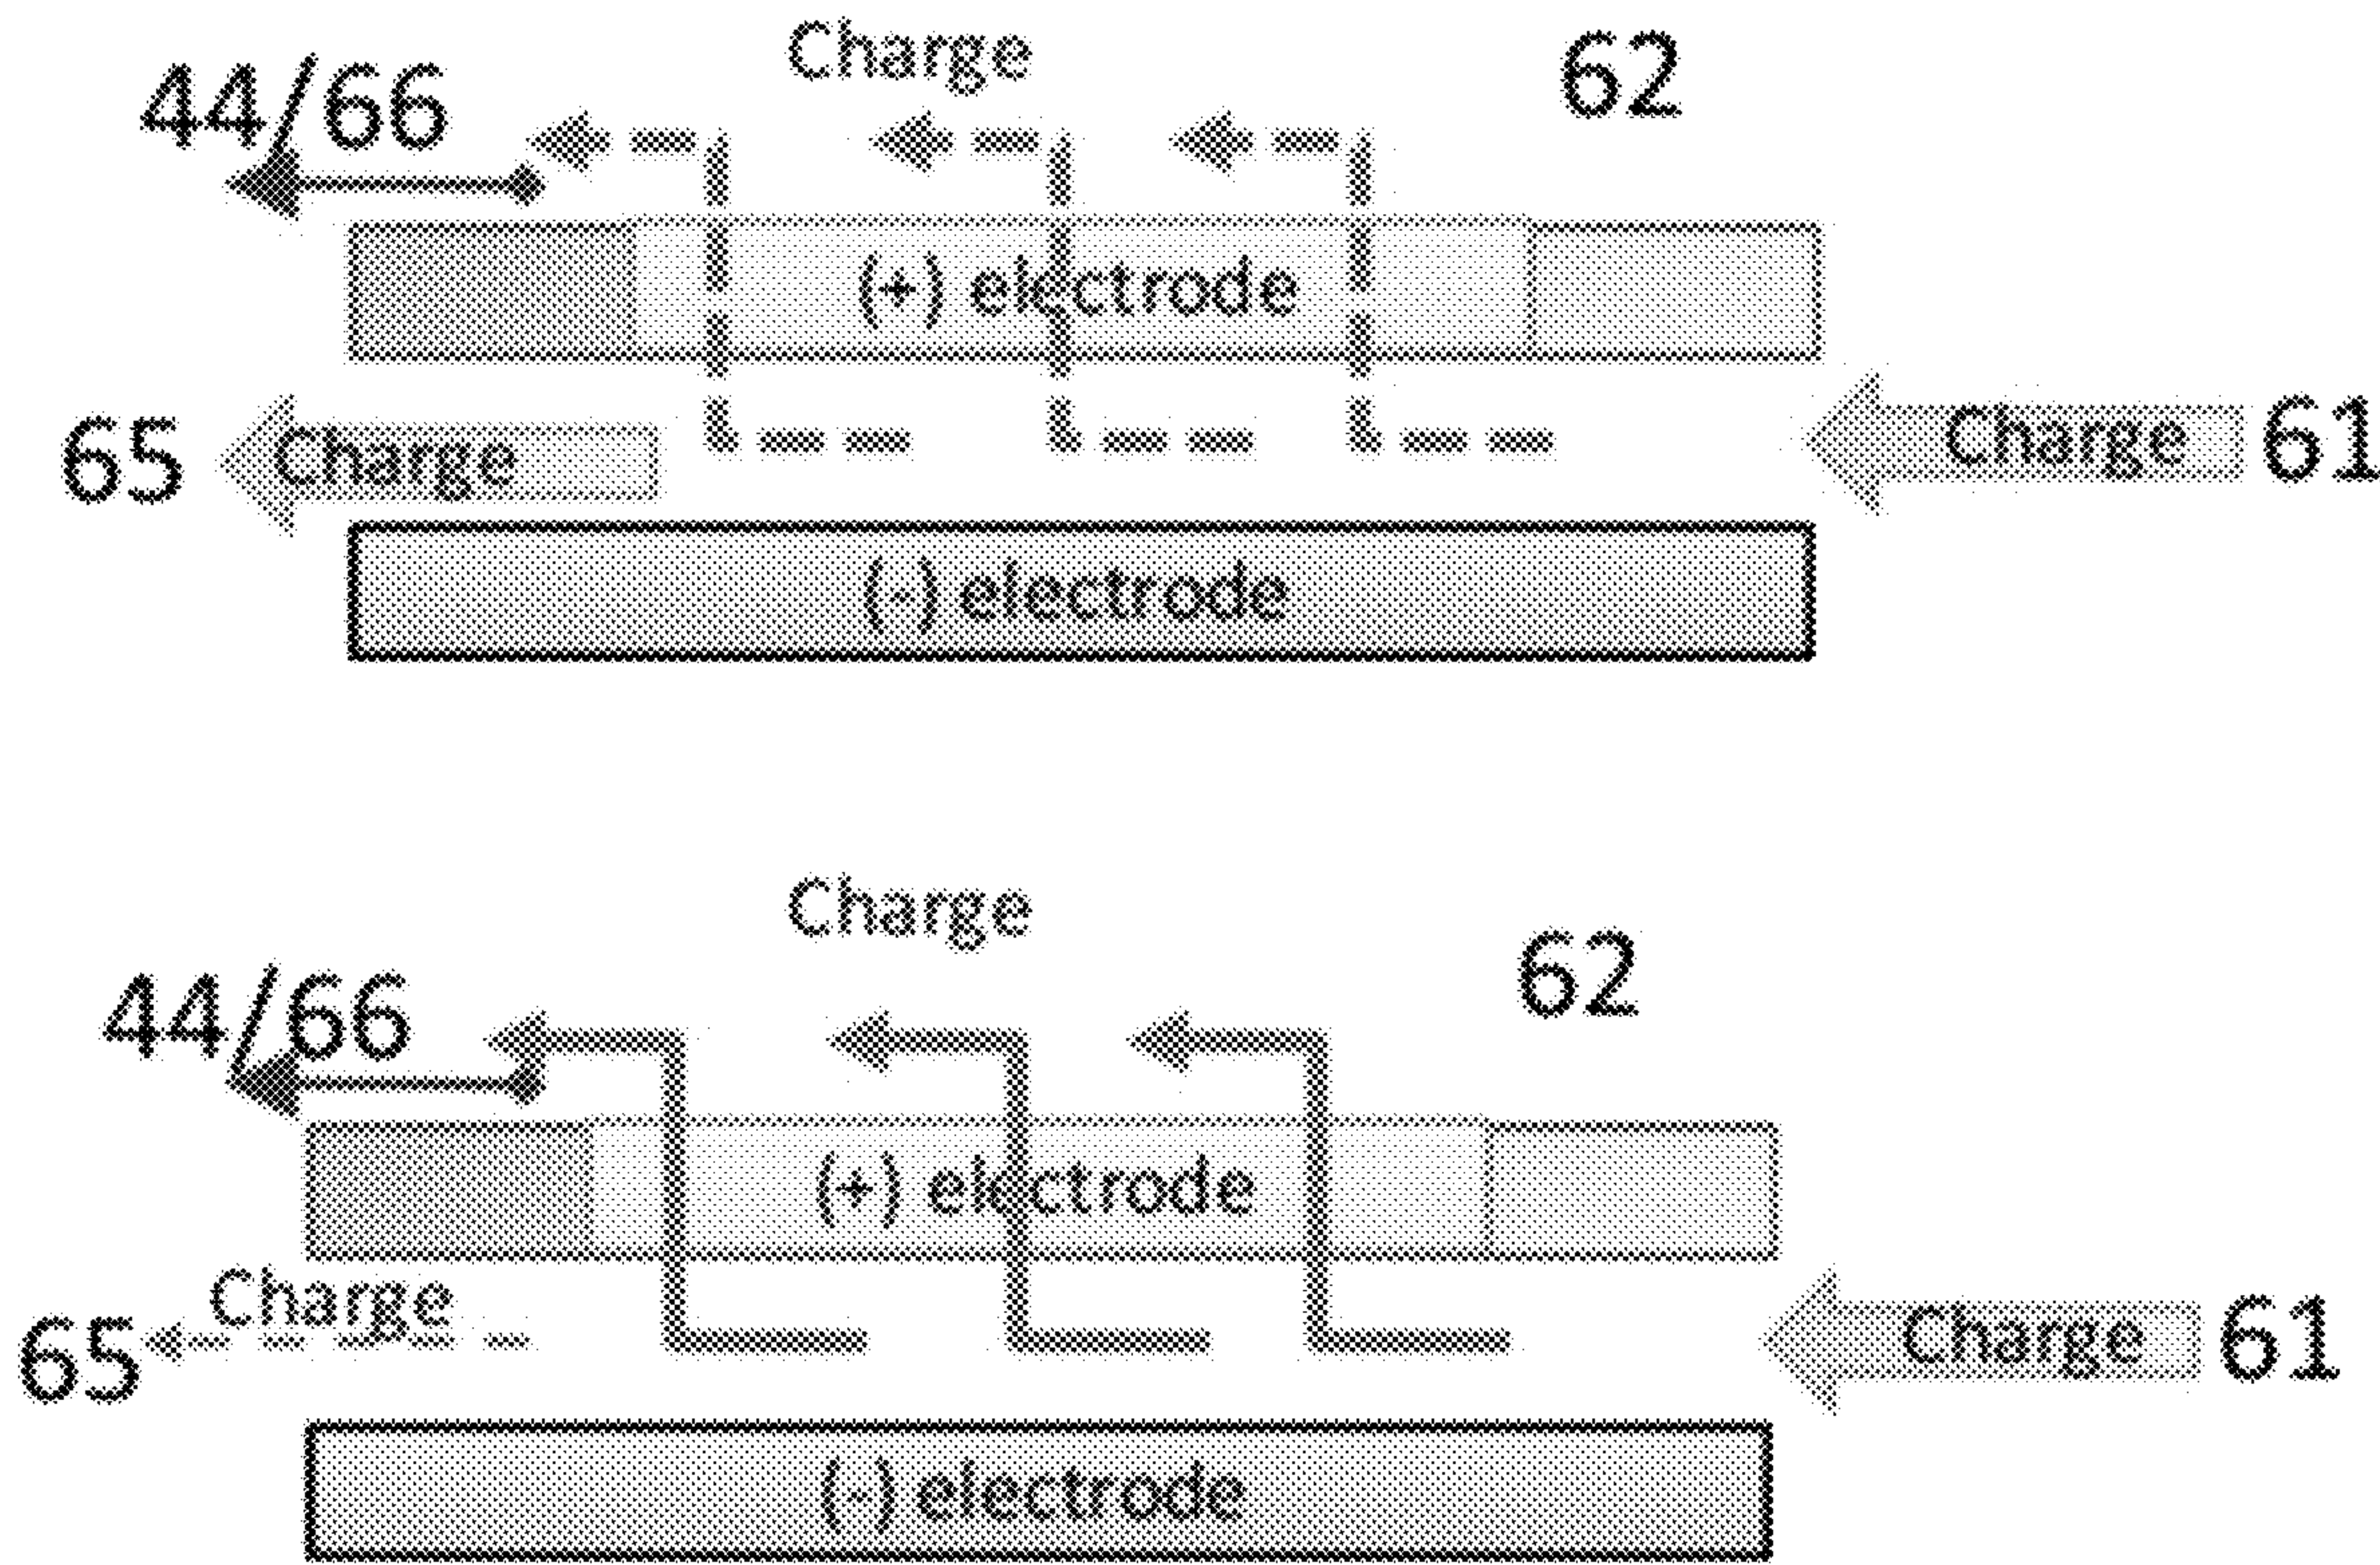 Charge
62
44/66
(+) electrode
65
Charge
Charge
61
(-) electrode
Charge
62
44/66
(+) electrode
Charge
65
Charge
61
(-) electrode